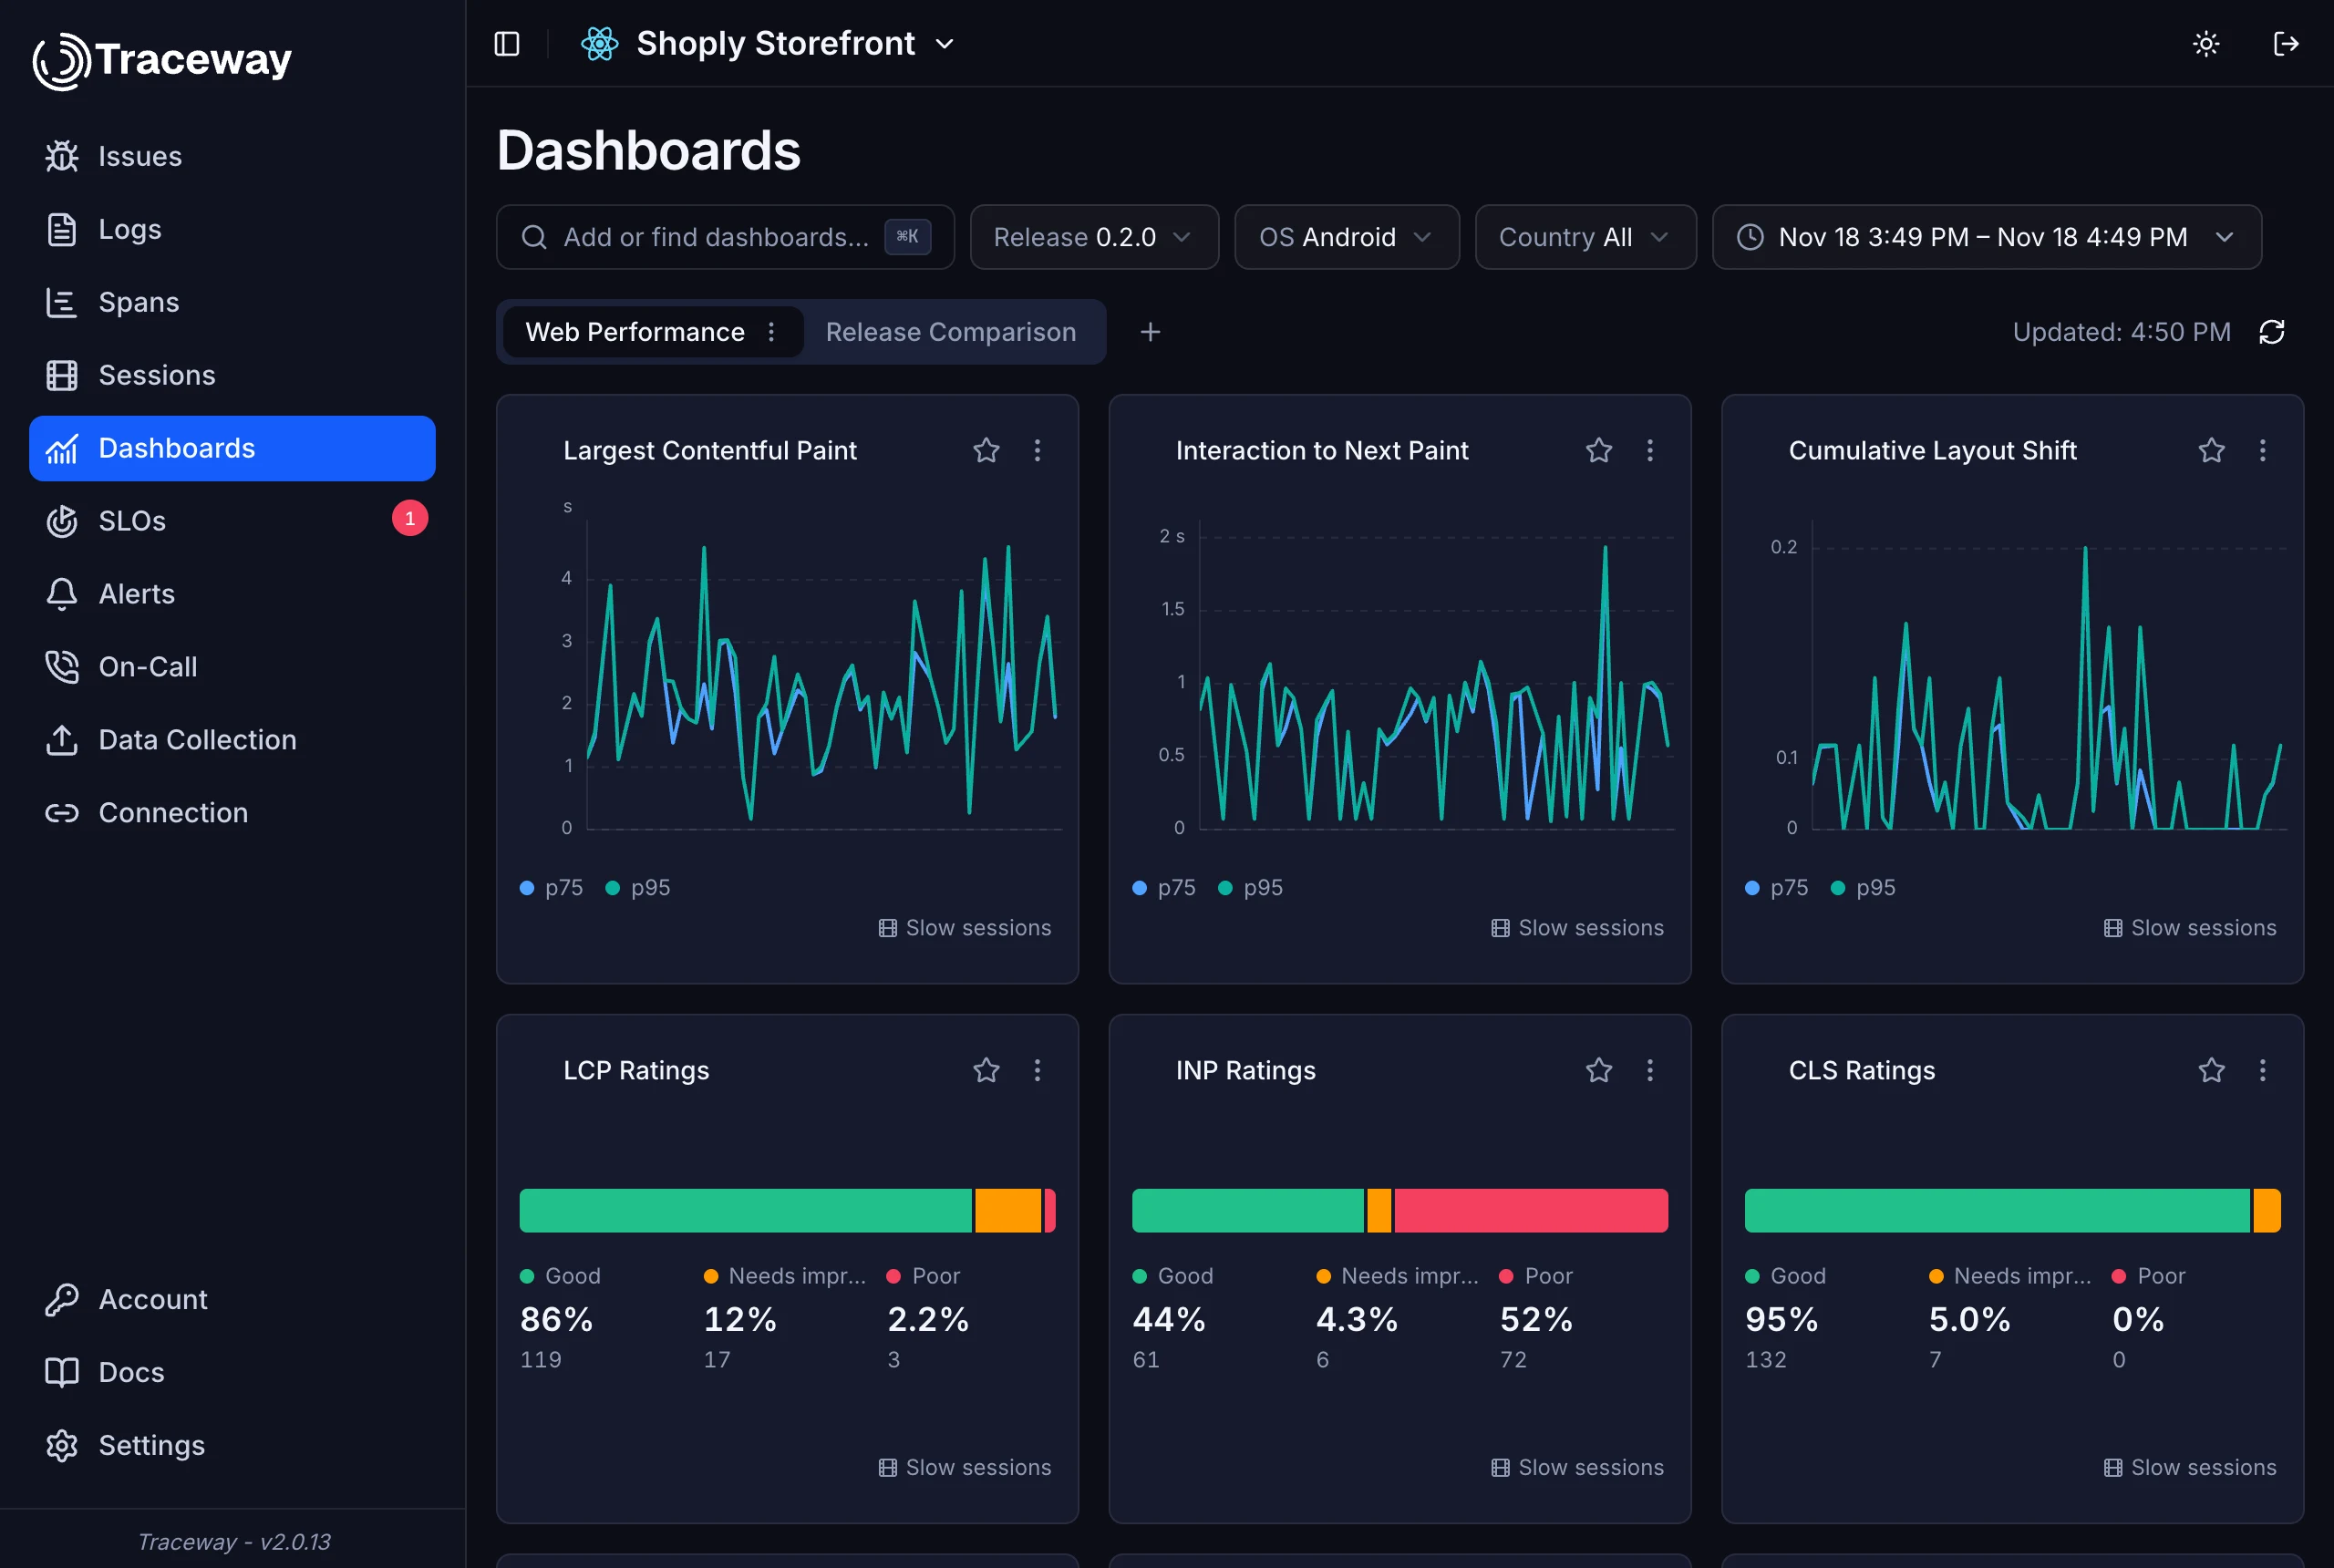 Traceway
Issues
Logs
Spans
Sessions
Dashboards
SLOs
1
Alerts
On-Call
Data Collection
Connection
Account
Docs
Settings
Traceway - v2.0.13
Shoply Storefront
Dashboards
Add or find dashboards... ⌘K
Release 0.2.0
OS Android
Country All
Nov 18 3:49 PM – Nov 18 4:49 PM
Web Performance
Release Comparison
Updated: 4:50 PM
Largest Contentful Paint
s
4
3
2
1
0
p75 p95
Slow sessions
Interaction to Next Paint
2 s
1.5
1
0.5
0
p75 p95
Slow sessions
Cumulative Layout Shift
0.2
0.1
0
p75 p95
Slow sessions
LCP Ratings
Good Needs impr... Poor
86% 12% 2.2%
119 17 3
Slow sessions
INP Ratings
Good Needs impr... Poor
44% 4.3% 52%
61 6 72
Slow sessions
CLS Ratings
Good Needs impr... Poor
95% 5.0% 0%
132 7 0
Slow sessions